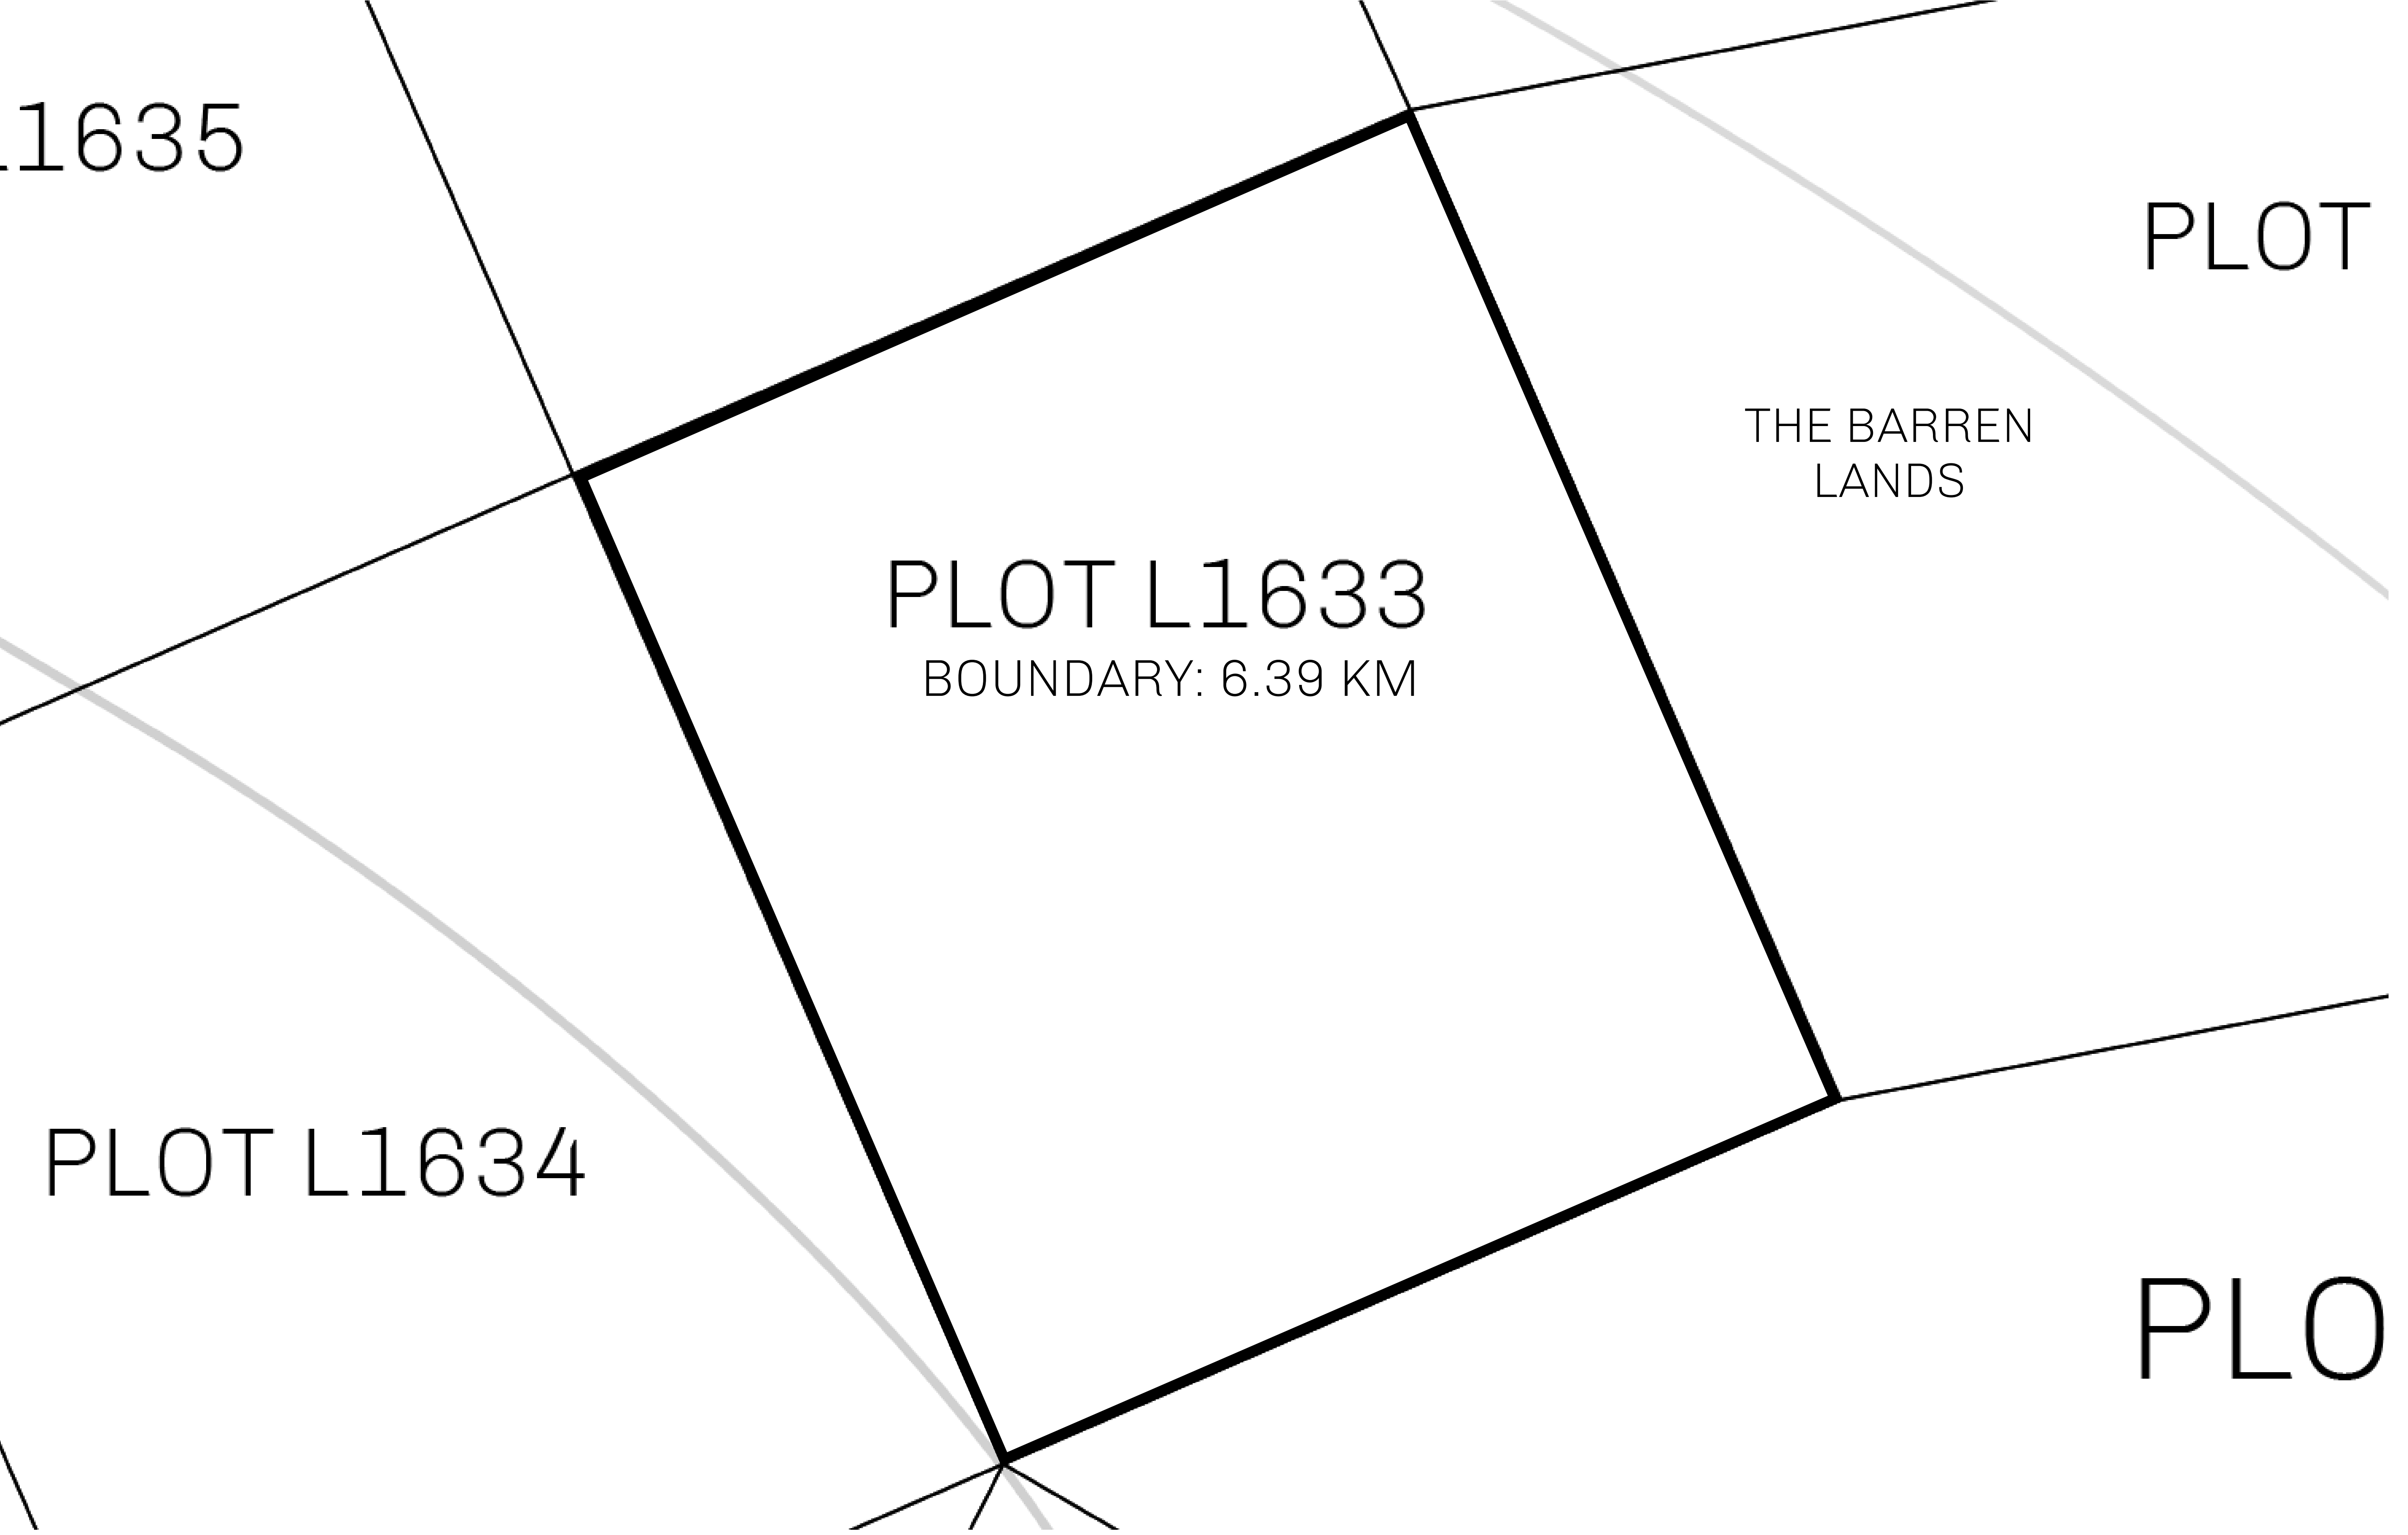 1635
PLOT
THE BARREN
LANDS
PLOT L1633
BOUNDARY: 6.39 KM
PLOT L1634
PLO